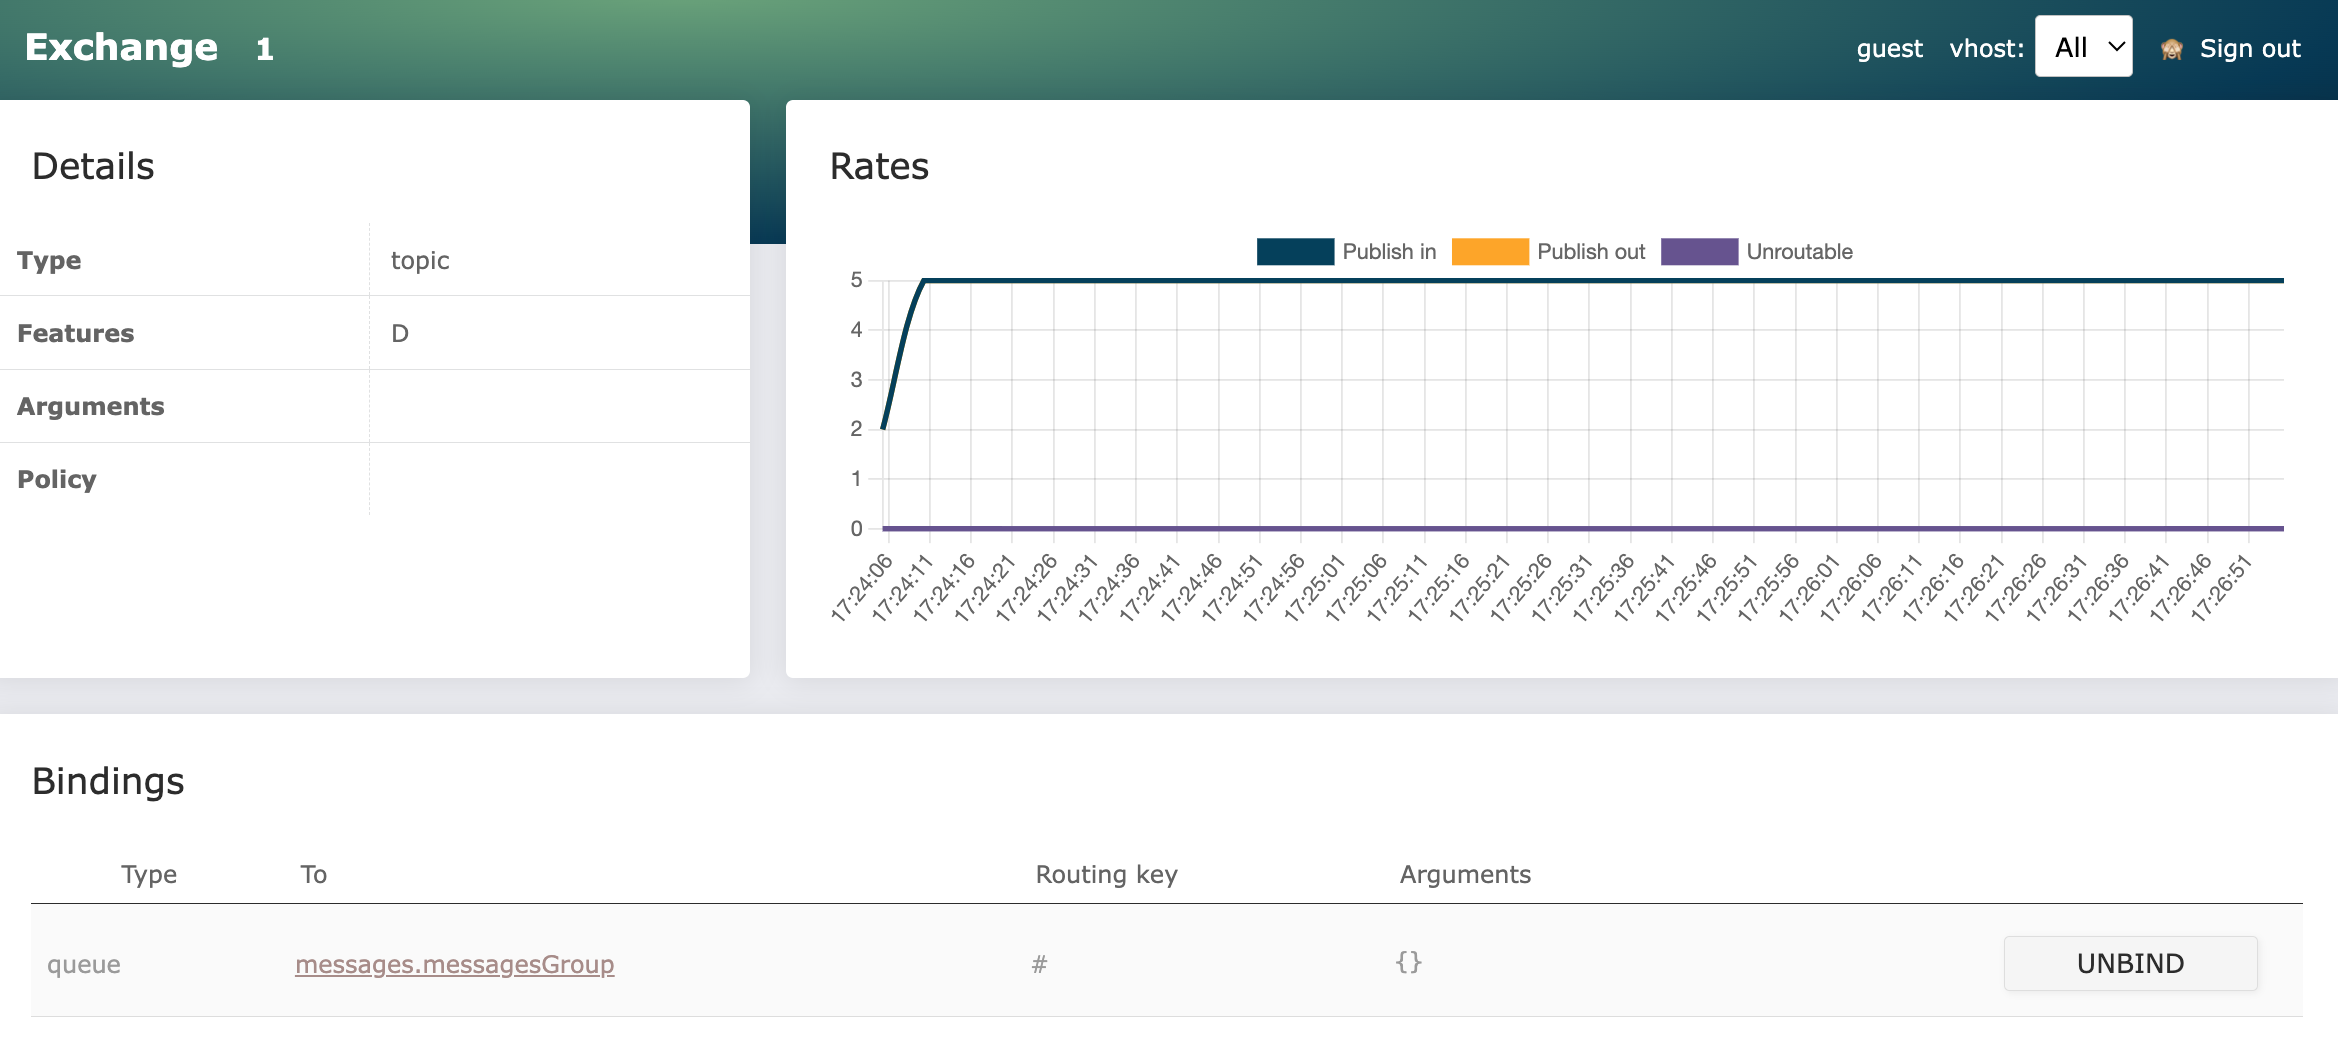 Exchange 1
guest vhost: All Sign out
Details
Type topic
Features D
Arguments
Policy
Rates
Publish in Publish out Unroutable
5
4
3
2
1
0
17:24:06 17:24:11 17:24:16 17:24:21 17:24:26 17:24:31 17:24:36 17:24:41 17:24:46 17:24:51 17:24:56 17:25:01 17:25:06 17:25:11 17:25:16 17:25:21 17:25:26 17:25:31 17:25:36 17:25:41 17:25:46 17:25:51 17:25:56 17:26:01 17:26:06 17:26:11 17:26:16 17:26:21 17:26:26 17:26:31 17:26:36 17:26:41 17:26:46 17:26:51
Bindings
Type To Routing key Arguments
queue messages.messagesGroup # {} UNBIND